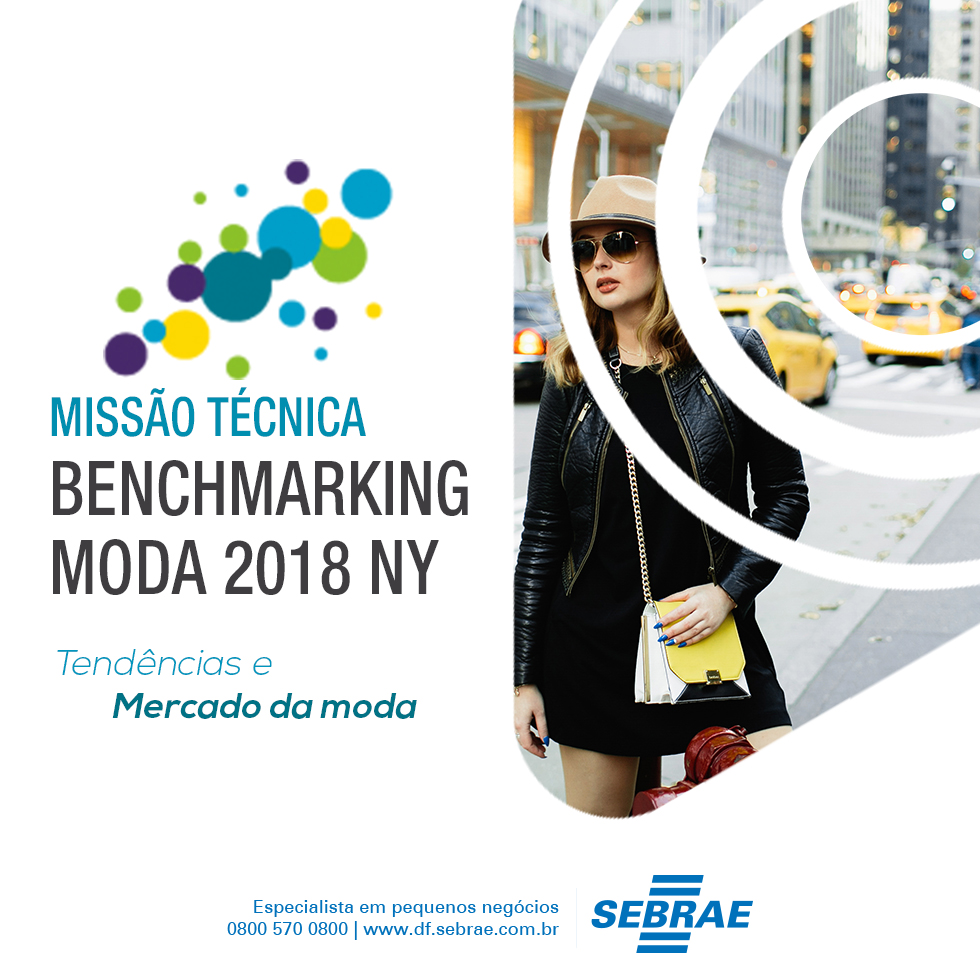 MISSÃO TÉCNICA
BENCHMARKING
MODA 2018 NY
Tendências e
Mercado da moda
Especialista em pequenos negócios
0800 570 0800 | www.df.sebrae.com.br
SEBRAE